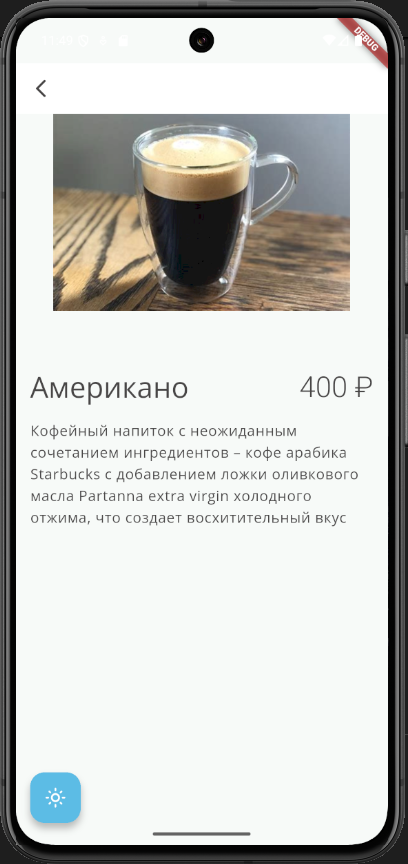 DEBUG
Американо
400 ₽
Кофейный напиток с неожиданным
сочетанием ингредиентов – кофе арабика
Starbucks с добавлением ложки оливкового
масла Partanna extra virgin холодного
отжима, что создает восхитительный вкус